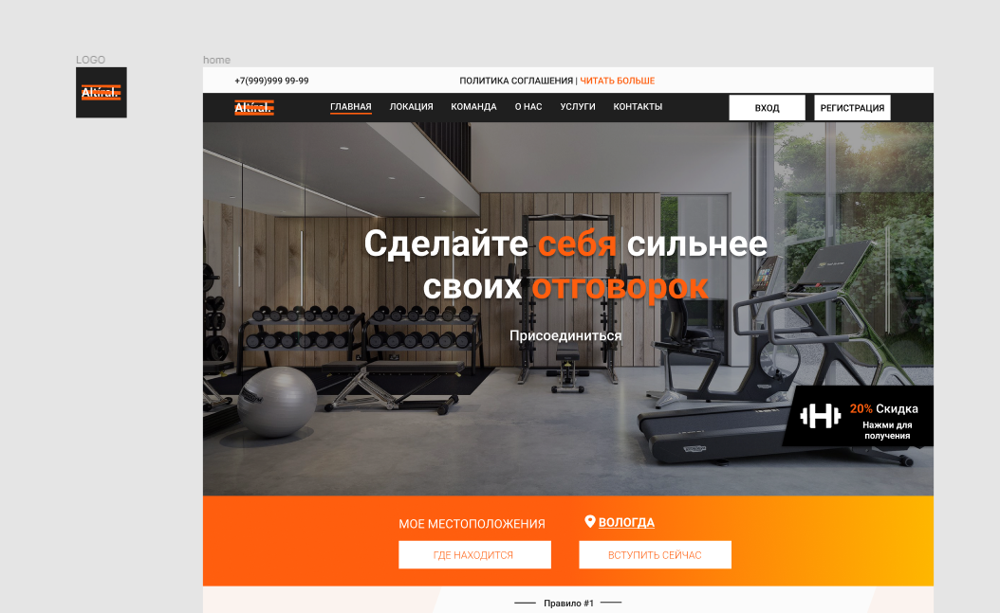 LOGO
home
Altiral.
+7(999)999 99-99
ПОЛИТИКА СОГЛАШЕНИЯ | ЧИТАТЬ БОЛЬШЕ
Altiral.
ГЛАВНАЯ
ЛОКАЦИЯ
КОМАНДА
О НАС
УСЛУГИ
КОНТАКТЫ
ВХОД
РЕГИСТРАЦИЯ
Сделайте себя сильнее
своих отговорок
Присоединиться
20% Скидка
Нажми для
получения
МОЕ МЕСТОПОЛОЖЕНИЯ
ВОЛОГДА
ГДЕ НАХОДИТСЯ
ВСТУПИТЬ СЕЙЧАС
Правило #1